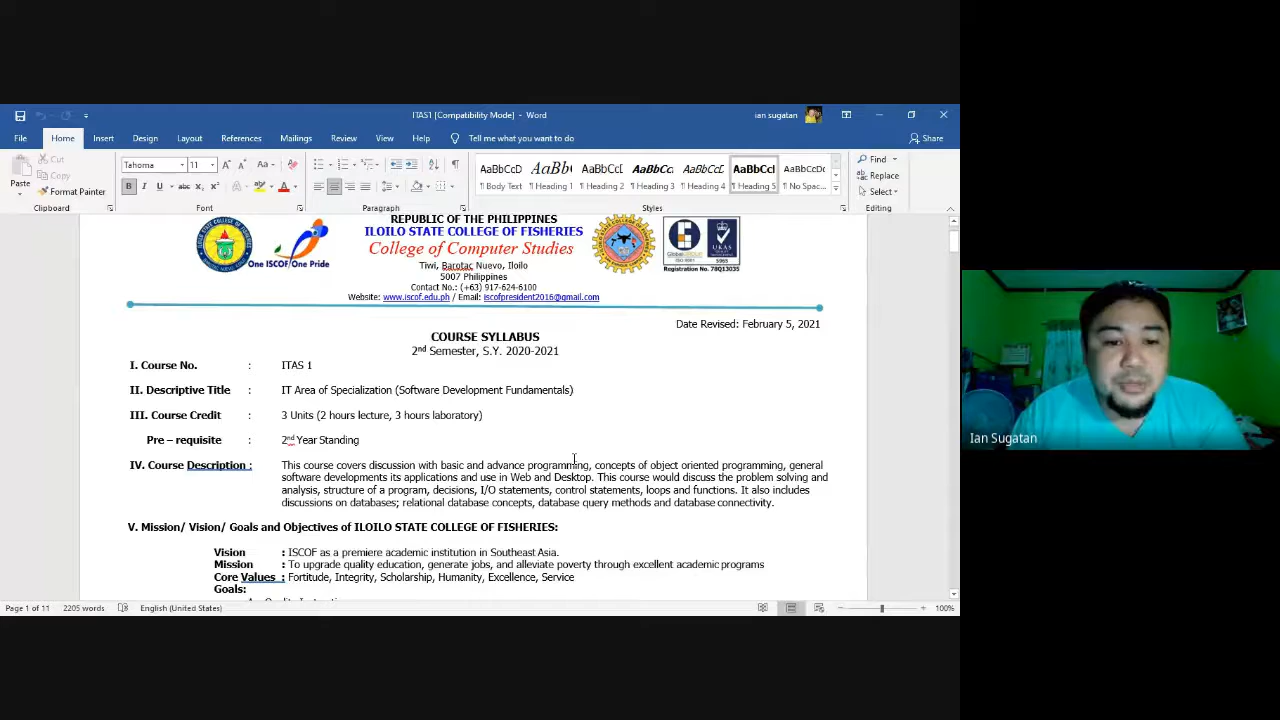 ITAS1 [Compatibility Mode] - Word
ian sugatan
File Home Insert Design Layout References Mailings Review View Help Tell me what you want to do Share
Paste
Cut
Copy
Format Painter
Clipboard
Tahoma 11
Font
Paragraph
AaBbCcD AaBb( AaBbCcI AaBbCc AaBbCcL AaBbCcI AaBbCcDc
¶ Body Text ¶ Heading 1 ¶ Heading 2 ¶ Heading 3 ¶ Heading 4 ¶ Heading 5 ¶ No Spac...
Styles
Find
Replace
Select
Editing
REPUBLIC OF THE PHILIPPINES
ILOILO STATE COLLEGE OF FISHERIES
College of Computer Studies
Tiwi, Barotac Nuevo, Iloilo
5007 Philippines
Contact No.: (+63) 917-624-6100
Website: www.iscof.edu.ph / Email: iscofpresident2016@gmail.com
One ISCOF One Pride
UKAS
Registration No. 78Q13035
Date Revised: February 5, 2021
COURSE SYLLABUS
2nd Semester, S.Y. 2020-2021
I. Course No. : ITAS 1
II. Descriptive Title : IT Area of Specialization (Software Development Fundamentals)
III. Course Credit : 3 Units (2 hours lecture, 3 hours laboratory)
Pre – requisite : 2nd Year Standing
IV. Course Description : This course covers discussion with basic and advance programming, concepts of object oriented programming, general
software developments its applications and use in Web and Desktop. This course would discuss the problem solving and
analysis, structure of a program, decisions, I/O statements, control statements, loops and functions. It also includes
discussions on databases; relational database concepts, database query methods and database connectivity.
V. Mission/ Vision/ Goals and Objectives of ILOILO STATE COLLEGE OF FISHERIES:
Vision : ISCOF as a premiere academic institution in Southeast Asia.
Mission : To upgrade quality education, generate jobs, and alleviate poverty through excellent academic programs
Core Values : Fortitude, Integrity, Scholarship, Humanity, Excellence, Service
Goals:
Page 1 of 11 2205 words English (United States) 100%
Ian Sugatan